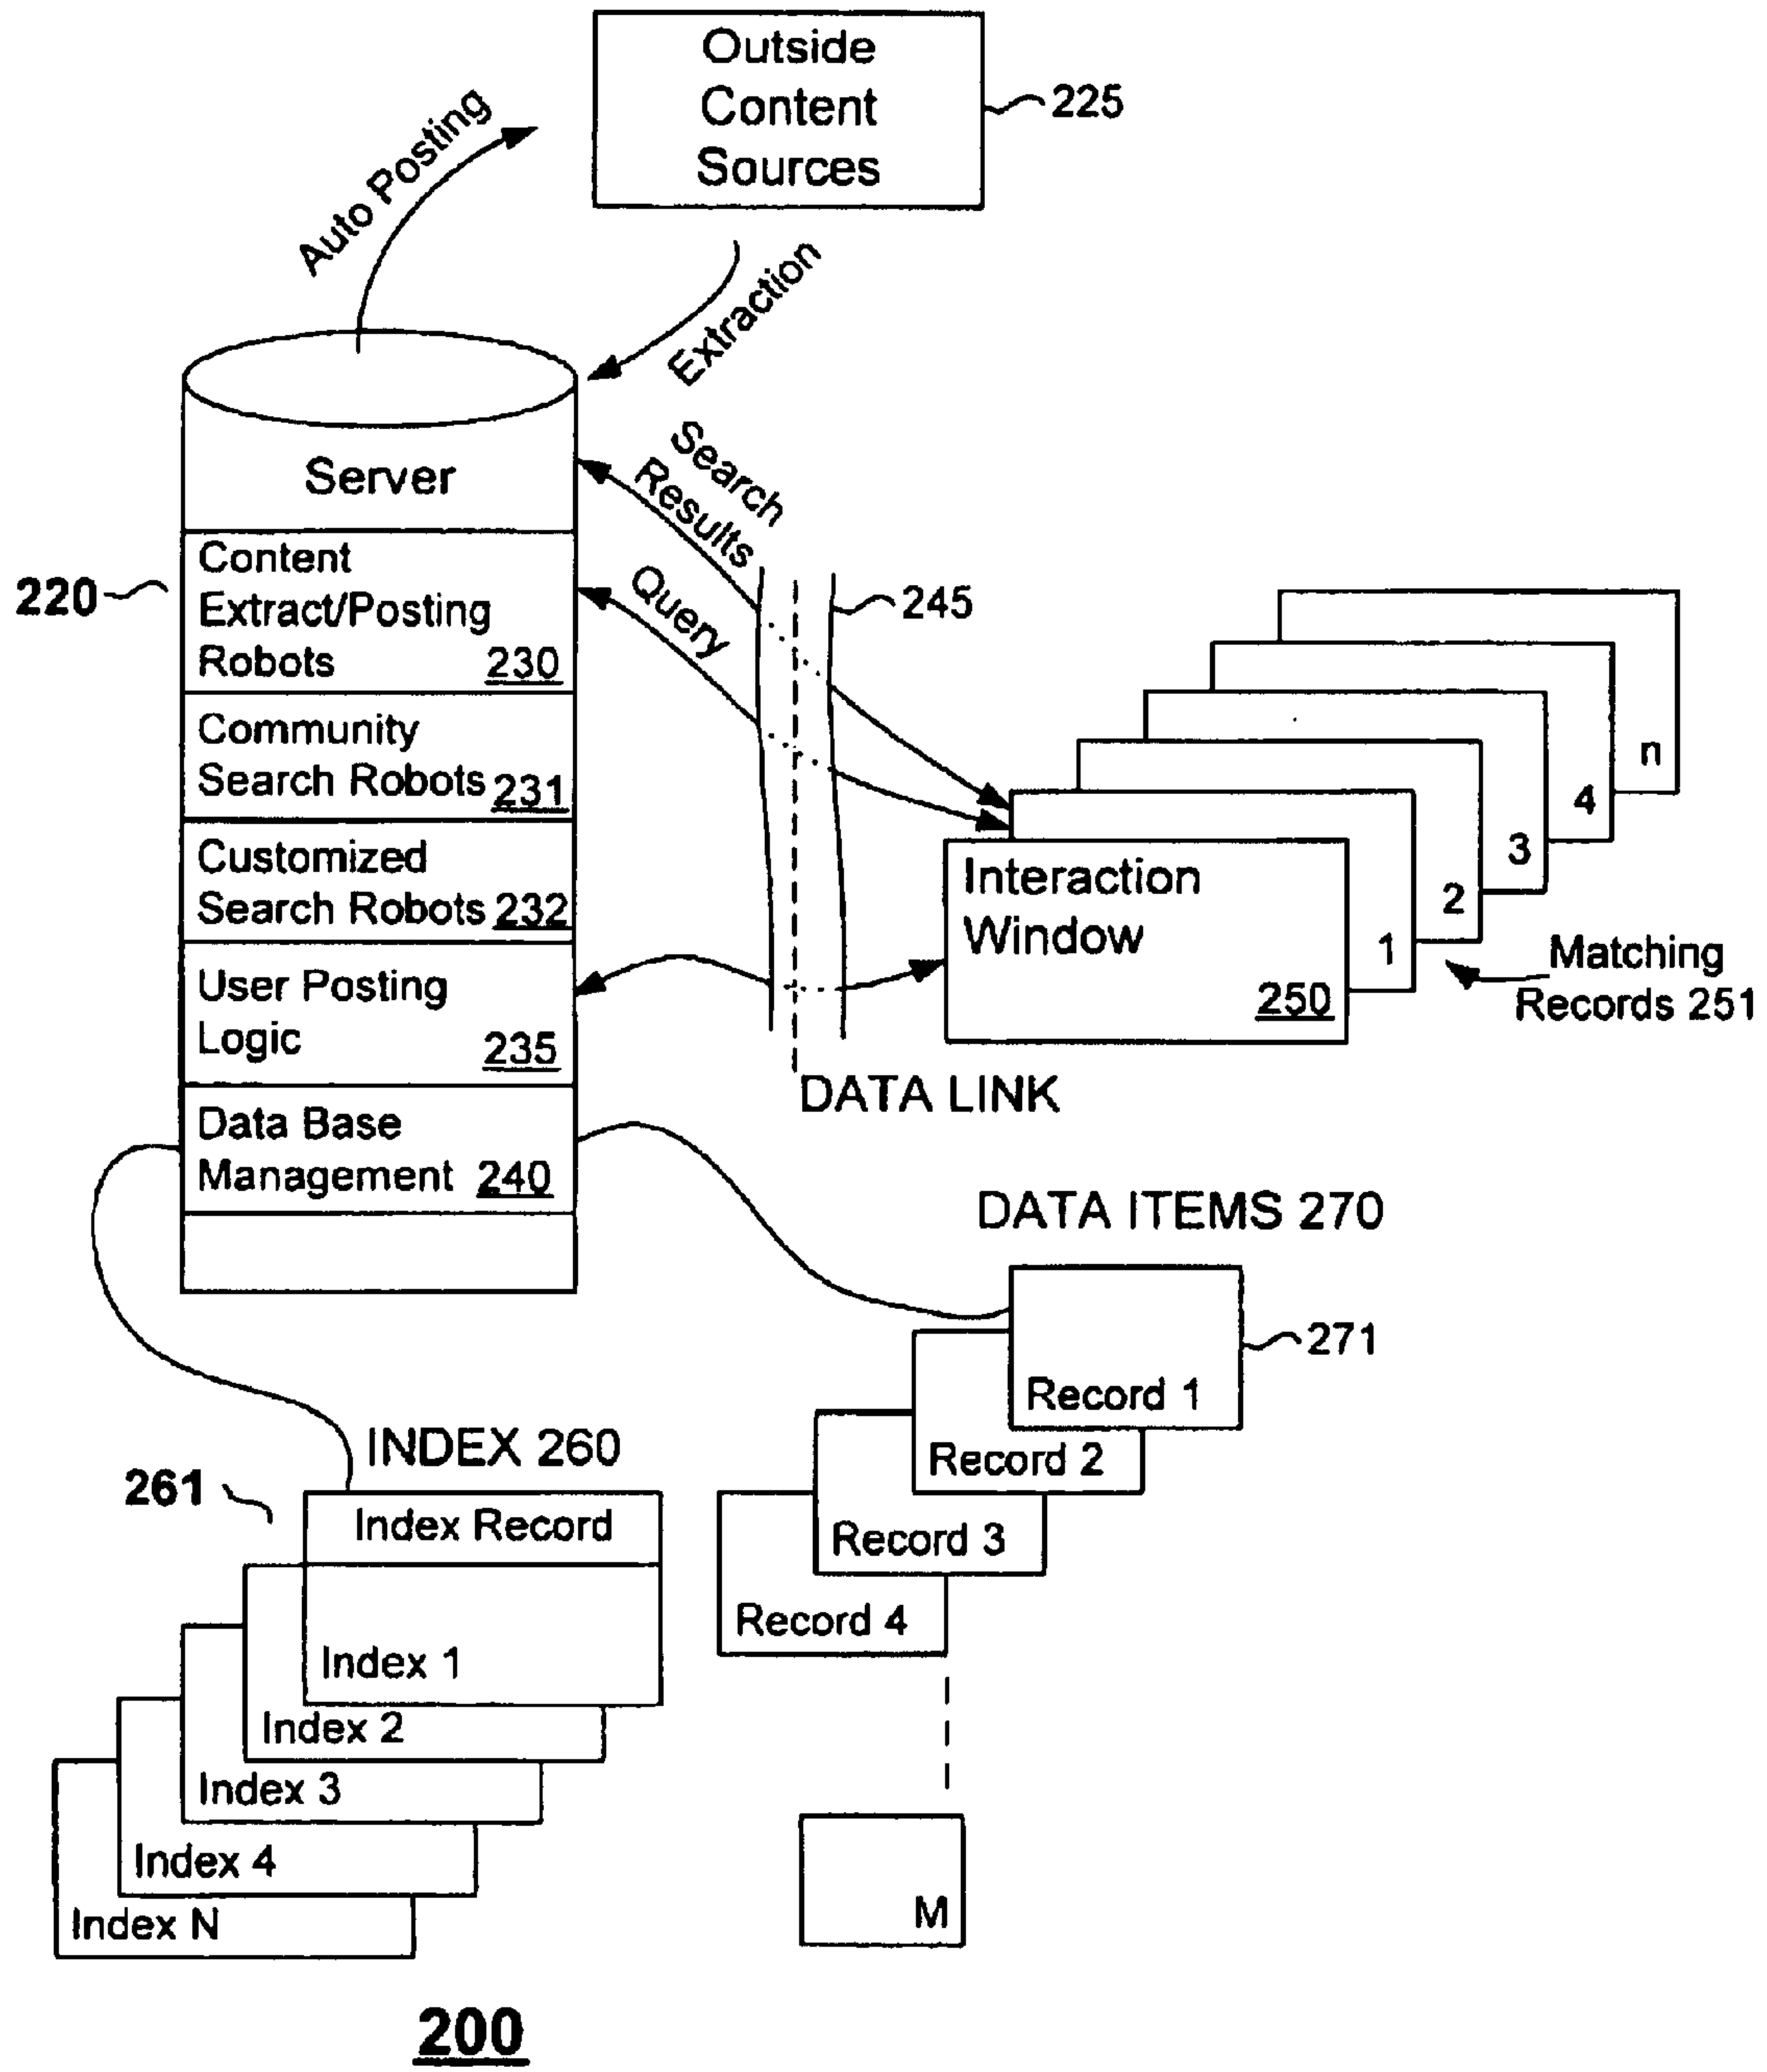 Outside
Content
Sources
225
Auto Posting
Extraction
Server
Search
Results
Query
220
Content
Extract/Posting
Robots 230
Community
Search Robots 231
Customized
Search Robots 232
User Posting
Logic 235
Data Base
Management 240
245
DATA LINK
Interaction
Window
250
1
2
3
4
n
Matching
Records 251
DATA ITEMS 270
271
Record 1
Record 2
Record 3
Record 4
M
INDEX 260
261
Index Record
Index 1
Index 2
Index 3
Index 4
Index N
200